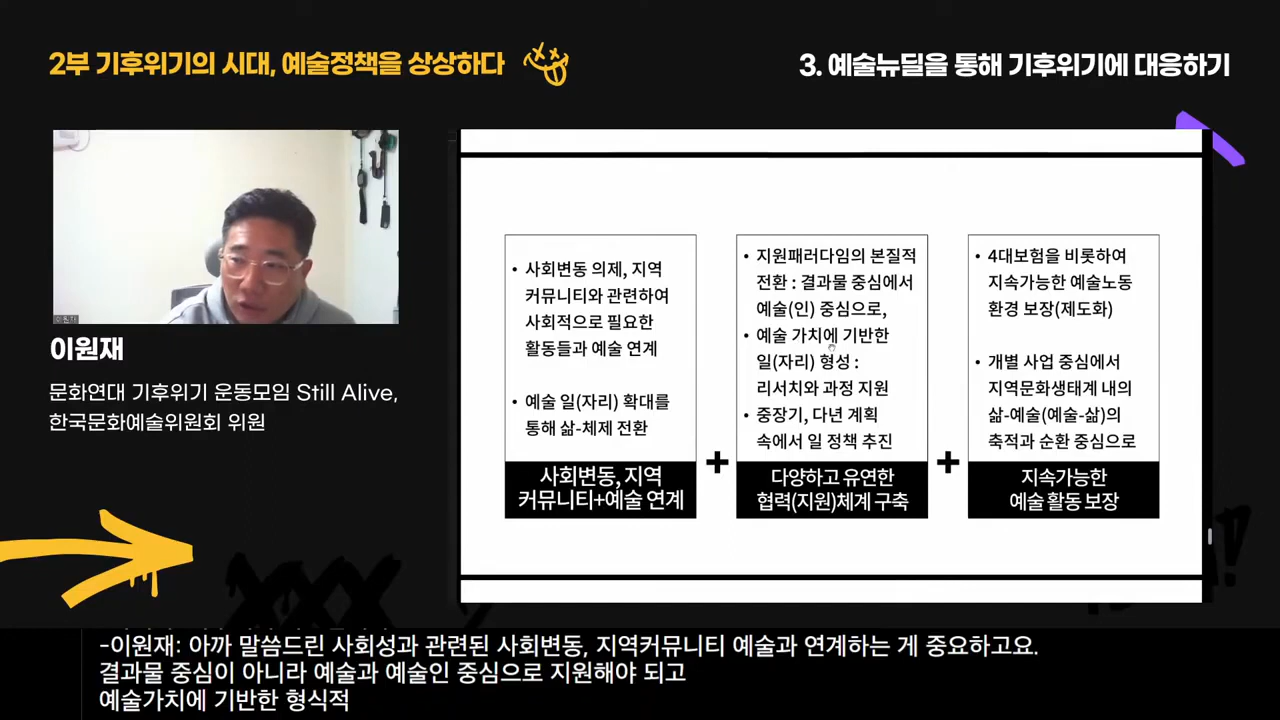 2부 기후위기의 시대, 예술정책을 상상하다
3. 예술뉴딜을 통해 기후위기에 대응하기
이원재
이원재
문화연대 기후위기 운동모임 Still Alive,
한국문화예술위원회 위원
• 사회변동 의제, 지역
커뮤니티와 관련하여
사회적으로 필요한
활동들과 예술 연계
• 예술 일(자리) 확대를
통해 삶-체제 전환
사회변동, 지역
커뮤니티+예술 연계
+
• 지원패러다임의 본질적
전환 : 결과물 중심에서
예술(인) 중심으로,
• 예술 가치에 기반한
일(자리) 형성 :
리서치와 과정 지원
• 중장기, 다년 계획
속에서 일 정책 추진
다양하고 유연한
협력(지원)체계 구축
+
• 4대보험을 비롯하여
지속가능한 예술노동
환경 보장(제도화)
• 개별 사업 중심에서
지역문화생태계 내의
삶-예술(예술-삶)의
축적과 순환 중심으로
지속가능한
예술 활동 보장
XXX
-이원재: 아까 말씀드린 사회성과 관련된 사회변동, 지역커뮤니티 예술과 연계하는 게 중요하고요.
결과물 중심이 아니라 예술과 예술인 중심으로 지원해야 되고
예술가치에 기반한 형식적